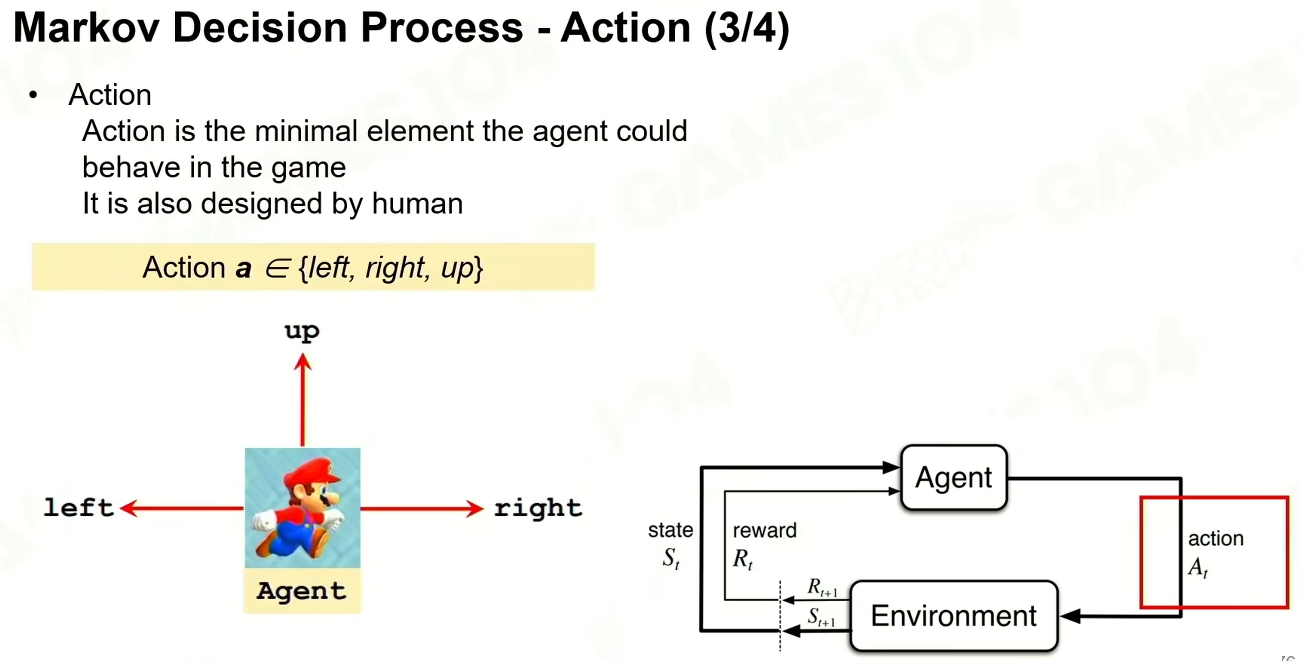 Markov Decision Process - Action (3/4)
• Action
Action is the minimal element the agent could
behave in the game
It is also designed by human
Action a ∈ {left, right, up}
up
left
right
Agent
Agent
state
S_t
reward
R_t
action
A_t
R_{t+1}
S_{t+1}
Environment
GAMES 104